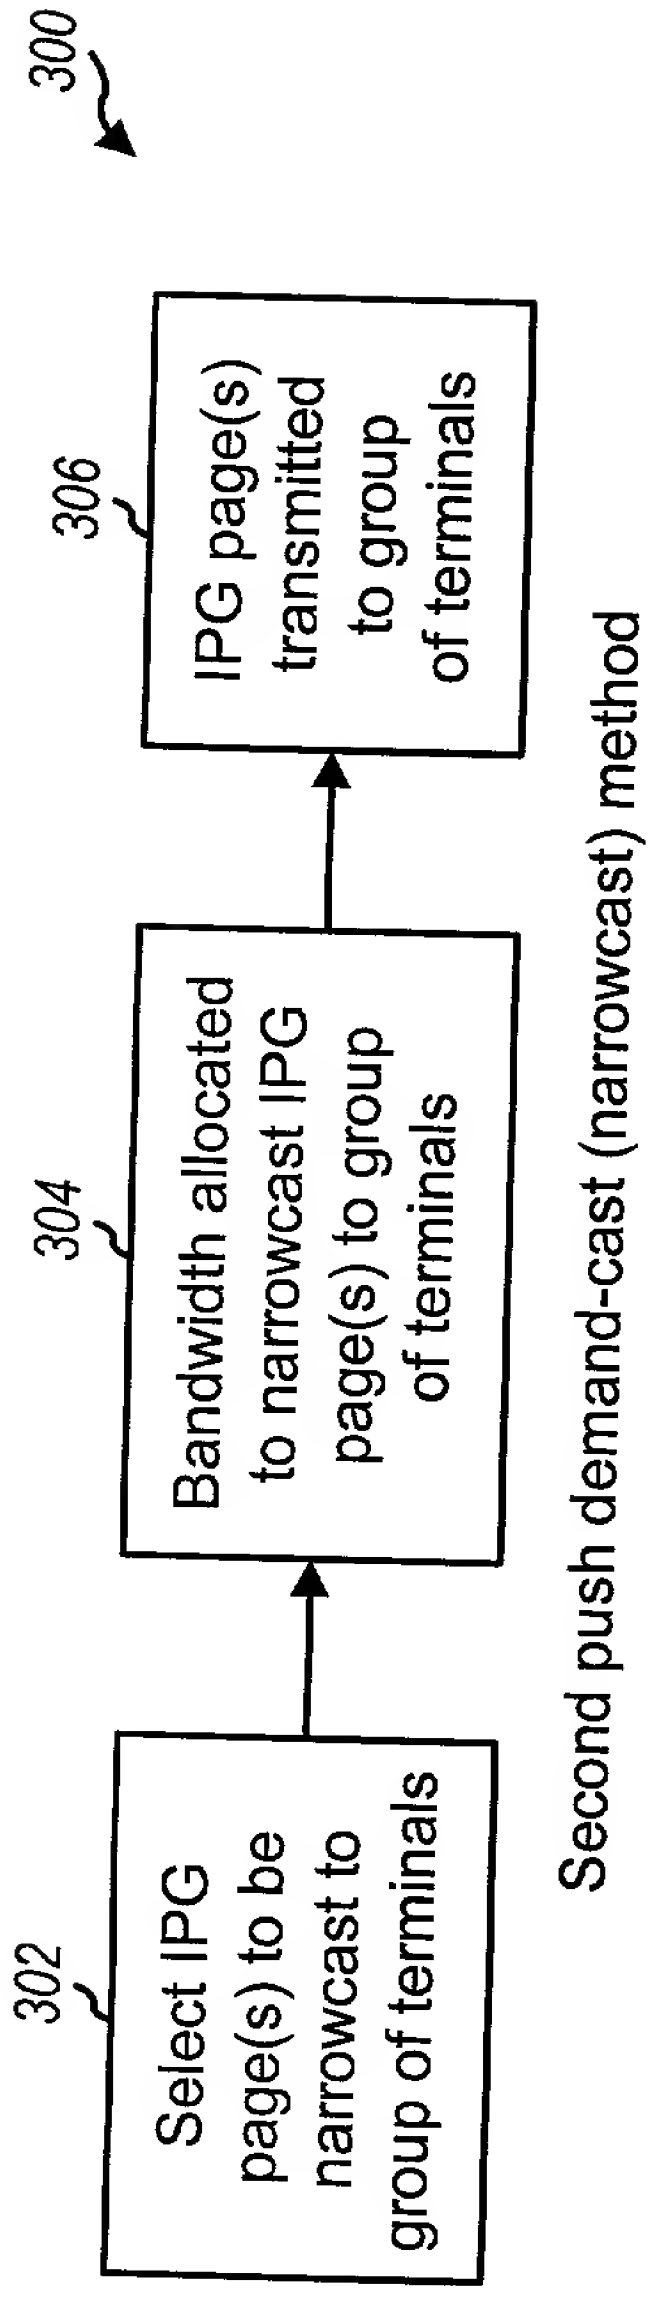 300
302
Select IPG
page(s) to be
narrowcast to
group of terminals
304
Bandwidth allocated
to narrowcast IPG
page(s) to group
of terminals
306
IPG page(s)
transmitted
to group
of terminals
Second push demand-cast (narrowcast) method